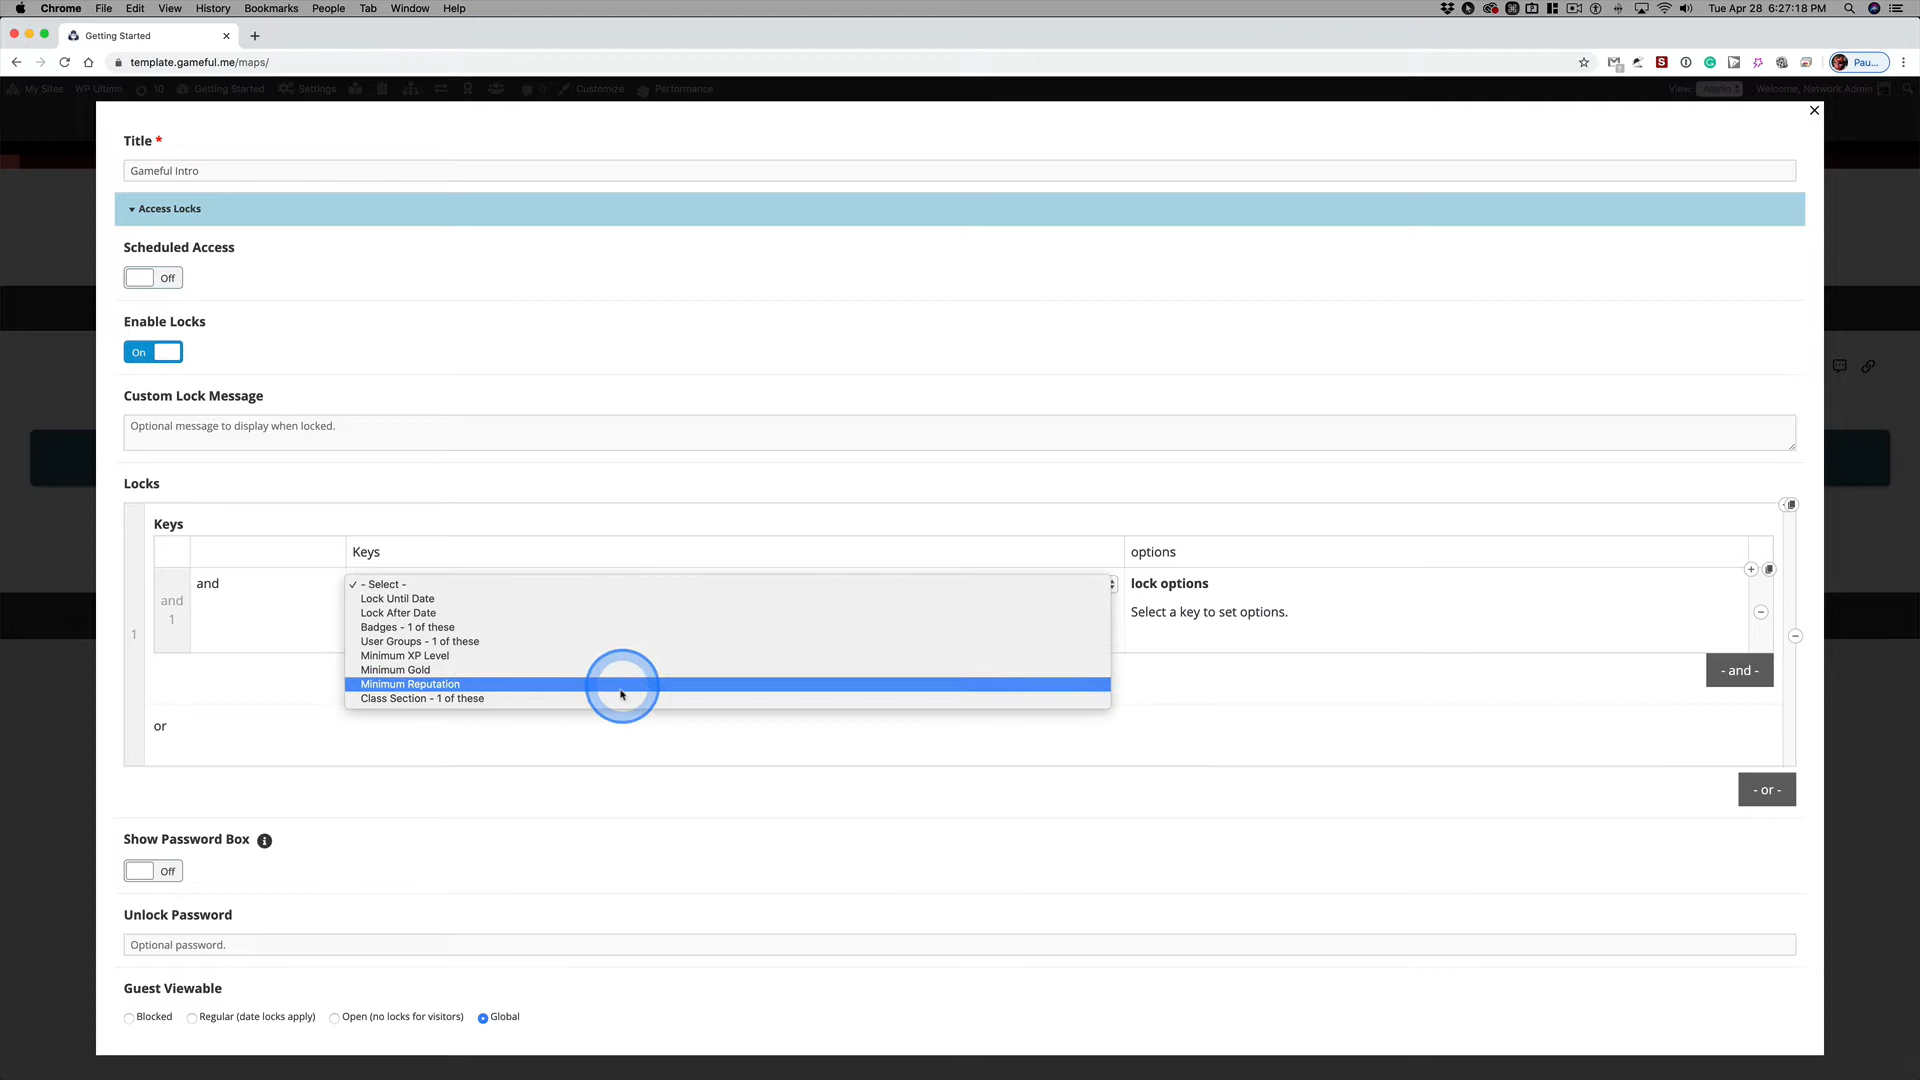 Chrome File Edit View History Bookmarks People Tab Window Help
Tue Apr 28 6:27:18 PM
Getting Started
template.gameful.me/maps/
Pau...
My Sites WP Ultimo 10 Getting Started Settings 0 Customize Performance
View: Admin Welcome, Network Admin
Title *
Gameful Intro
Access Locks
Scheduled Access
Off
Enable Locks
On
Custom Lock Message
Optional message to display when locked.
Locks
Keys
Keys options
and
- Select -
Lock Until Date
Lock After Date
Badges - 1 of these
User Groups - 1 of these
Minimum XP Level
Minimum Gold
Minimum Reputation
Class Section - 1 of these
lock options
Select a key to set options.
and
1
1
- and -
or
- or -
Show Password Box
Off
Unlock Password
Optional password.
Guest Viewable
Blocked Regular (date locks apply) Open (no locks for visitors) Global